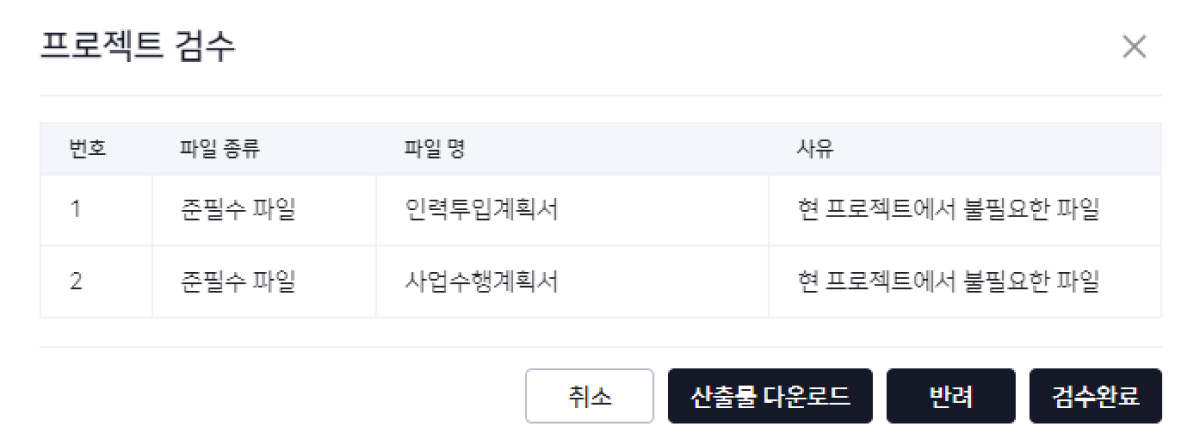 프로젝트 검수
번호 파일 종류 파일 명 사유
1 준필수 파일 인력투입계획서 현 프로젝트에서 불필요한 파일
2 준필수 파일 사업수행계획서 현 프로젝트에서 불필요한 파일
취소 산출물 다운로드 반려 검수완료